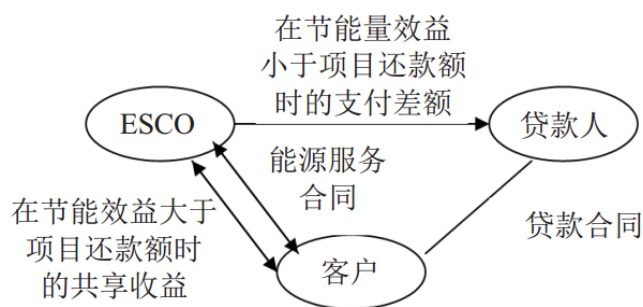 在节能量效益
小于项目还款额
时的支付差额
ESCO
贷款人
能源服务
合同
在节能效益大于
项目还款额时
的共享收益
贷款合同
客户